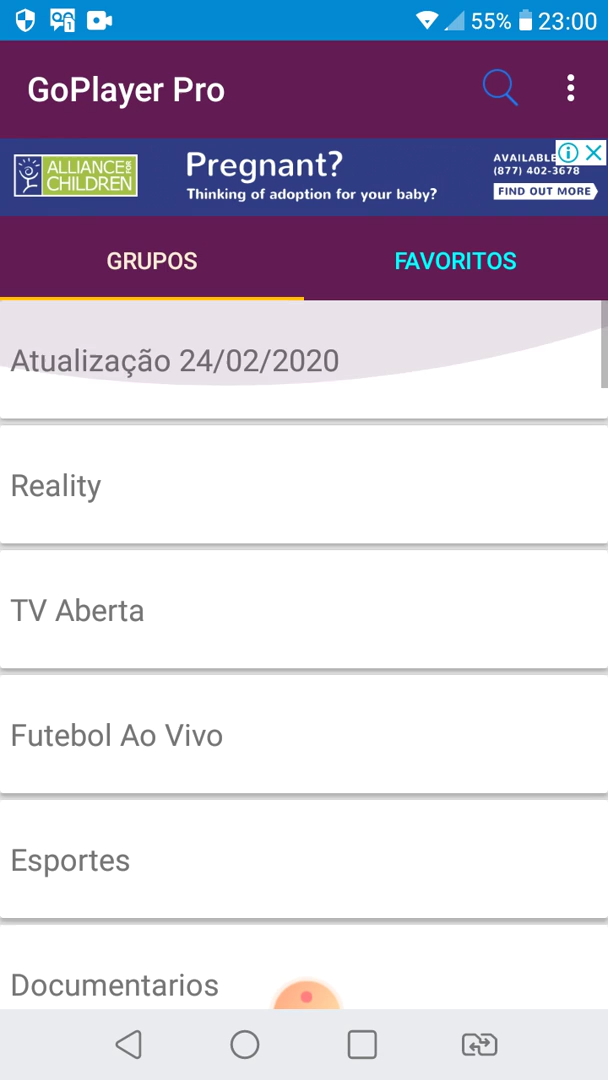 55% 23:00
GoPlayer Pro
ALLIANCE FOR
CHILDREN
Pregnant?
Thinking of adoption for your baby?
AVAILABLE
(877) 402-3678
FIND OUT MORE
GRUPOS
FAVORITOS
Atualização 24/02/2020
Reality
TV Aberta
Futebol Ao Vivo
Esportes
Documentarios